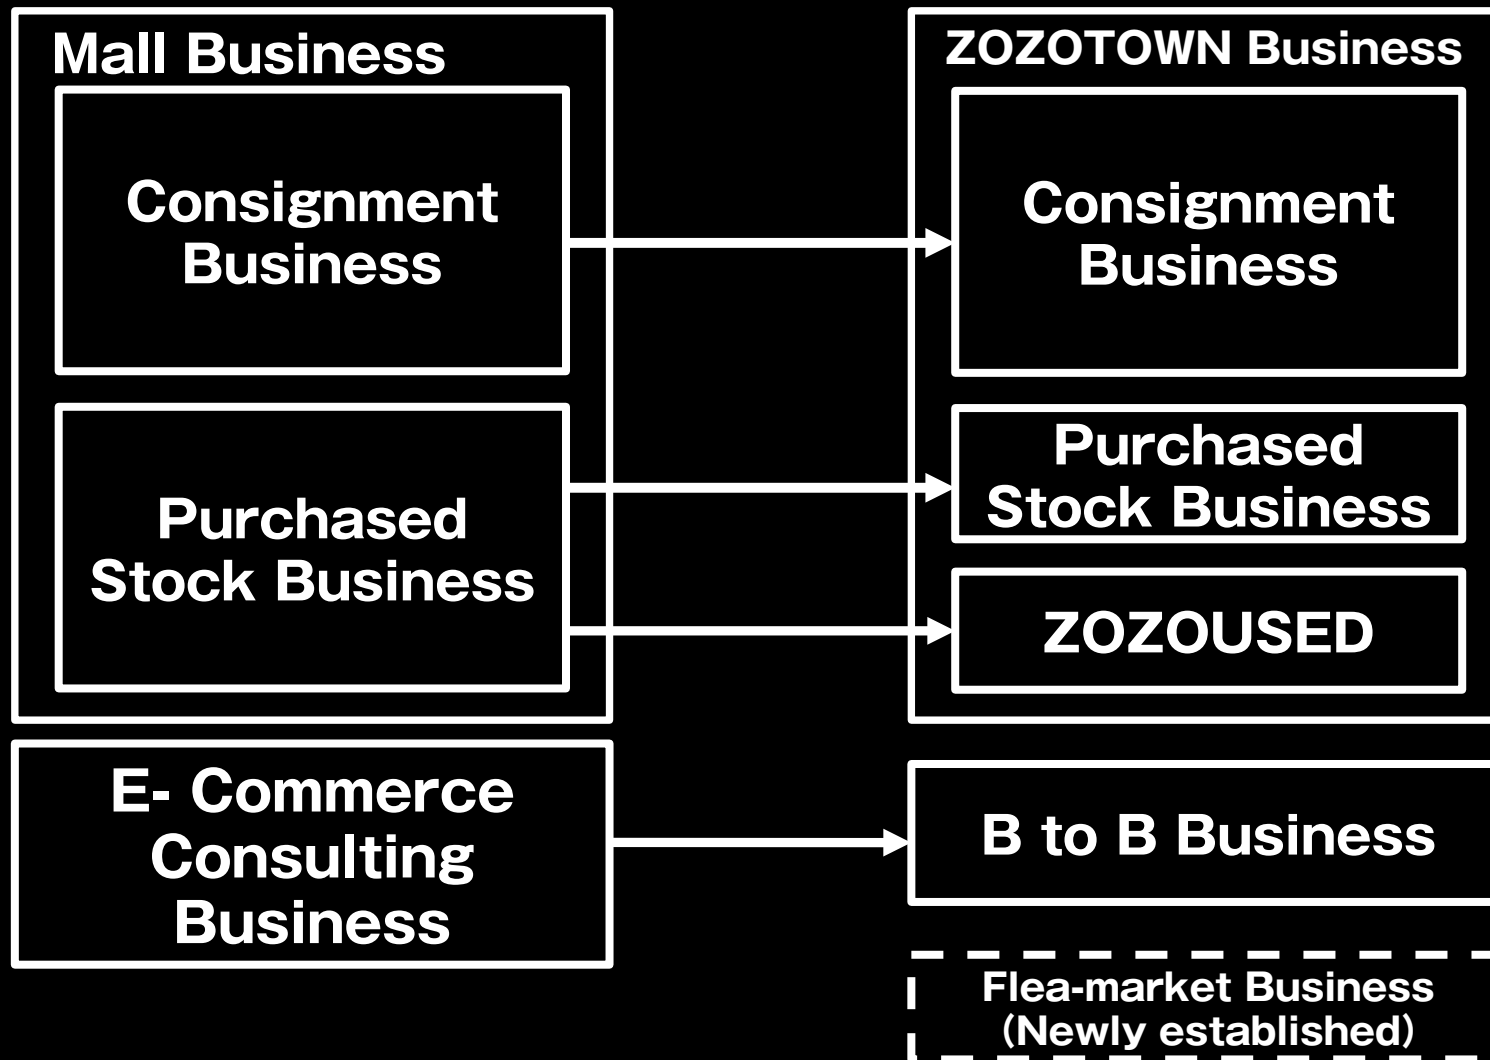 Mall Business
Consignment
Business
Purchased
Stock Business
E- Commerce
Consulting
Business
ZOZOTOWN Business
Consignment
Business
Purchased
Stock Business
ZOZOUSED
B to B Business
Flea-market Business
(Newly established)